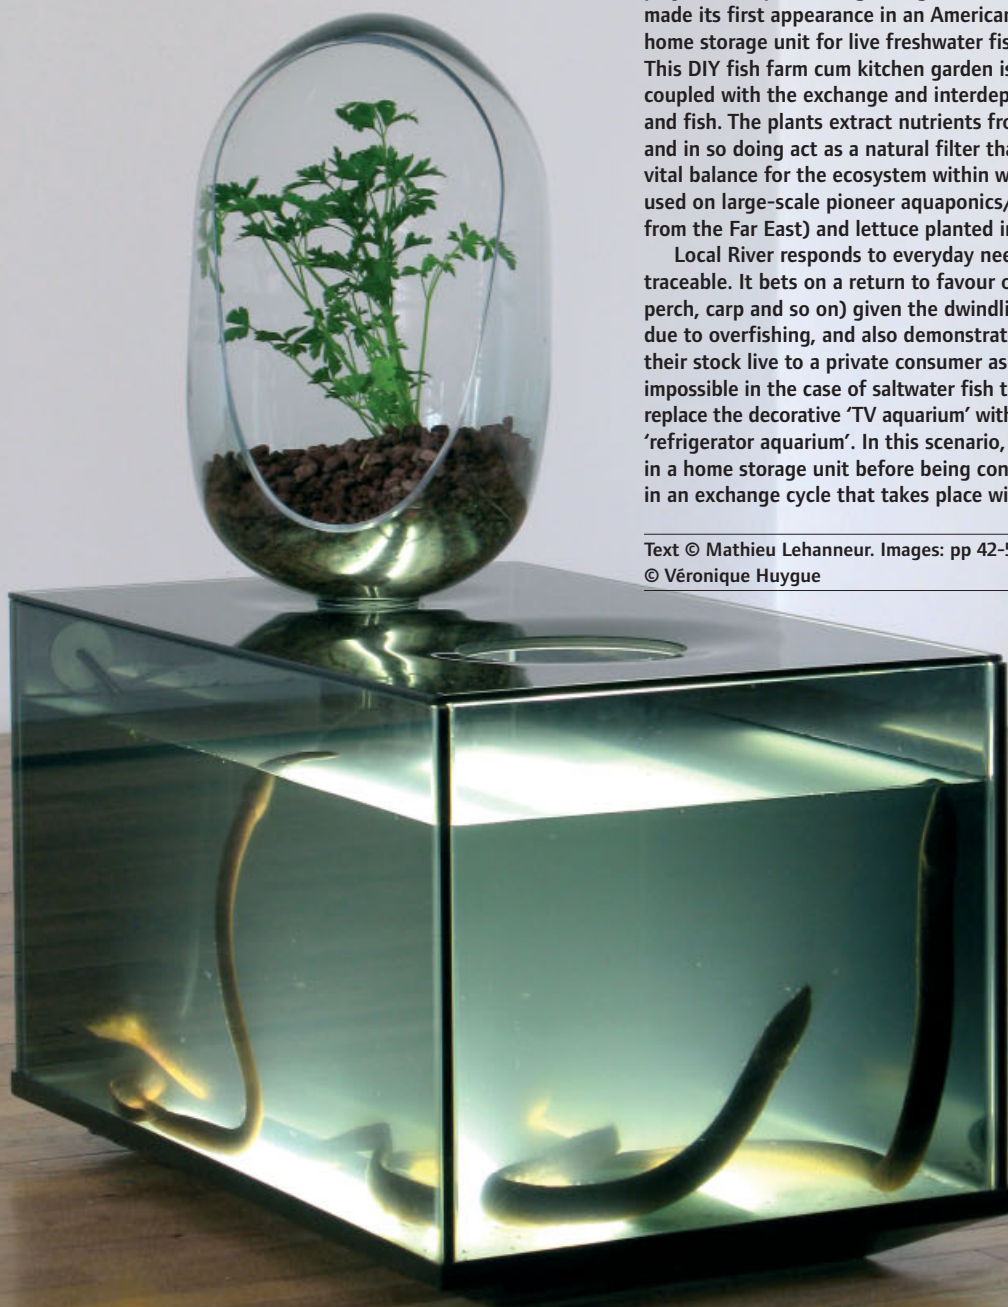 made its first appearance in an American
home storage unit for live freshwater fis
This DIY fish farm cum kitchen garden is
coupled with the exchange and interdep
and fish. The plants extract nutrients fro
and in so doing act as a natural filter tha
vital balance for the ecosystem within w
used on large-scale pioneer aquaponics/
from the Far East) and lettuce planted in
Local River responds to everyday nee
traceable. It bets on a return to favour o
perch, carp and so on) given the dwindli
due to overfishing, and also demonstrat
their stock live to a private consumer as
impossible in the case of saltwater fish t
replace the decorative ‘TV aquarium’ with
‘refrigerator aquarium’. In this scenario,
in a home storage unit before being con
in an exchange cycle that takes place wi
Text © Mathieu Lehanneur. Images: pp 42-5
© Véronique Huygue